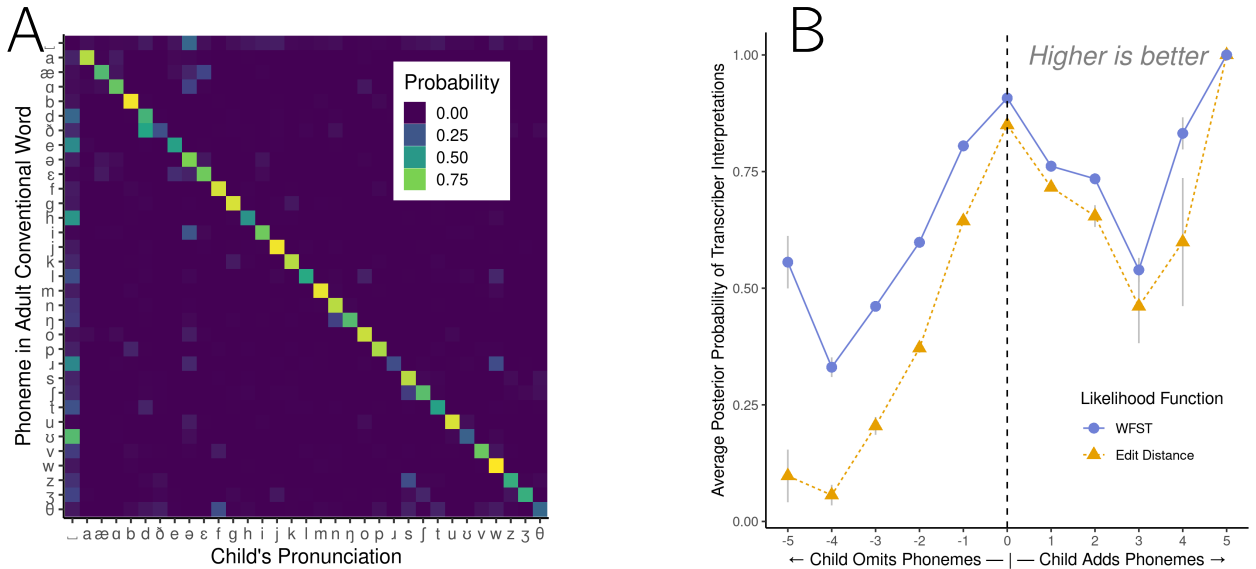 A
B
Phoneme in Adult Conventional Word
⎵
a
æ
ɑ
b
d
ð
e
ə
ɛ
f
g
h
i
j
k
l
m
n
ŋ
o
p
ɹ
s
ʃ
t
u
ʊ
v
w
z
ʒ
θ
Probability
0.00
0.25
0.50
0.75
⎵ a æ ɑ b d ð e ə ɛ f g h i j k l m n ŋ o p ɹ s ʃ t u ʊ v w z ʒ θ
Child's Pronunciation
Average Posterior Probability of Transcriber Interpretations
1.00
0.75
0.50
0.25
0.00
Higher is better
Likelihood Function
WFST
Edit Distance
-5 -4 -3 -2 -1 0 1 2 3 4 5
← Child Omits Phonemes — | — Child Adds Phonemes →